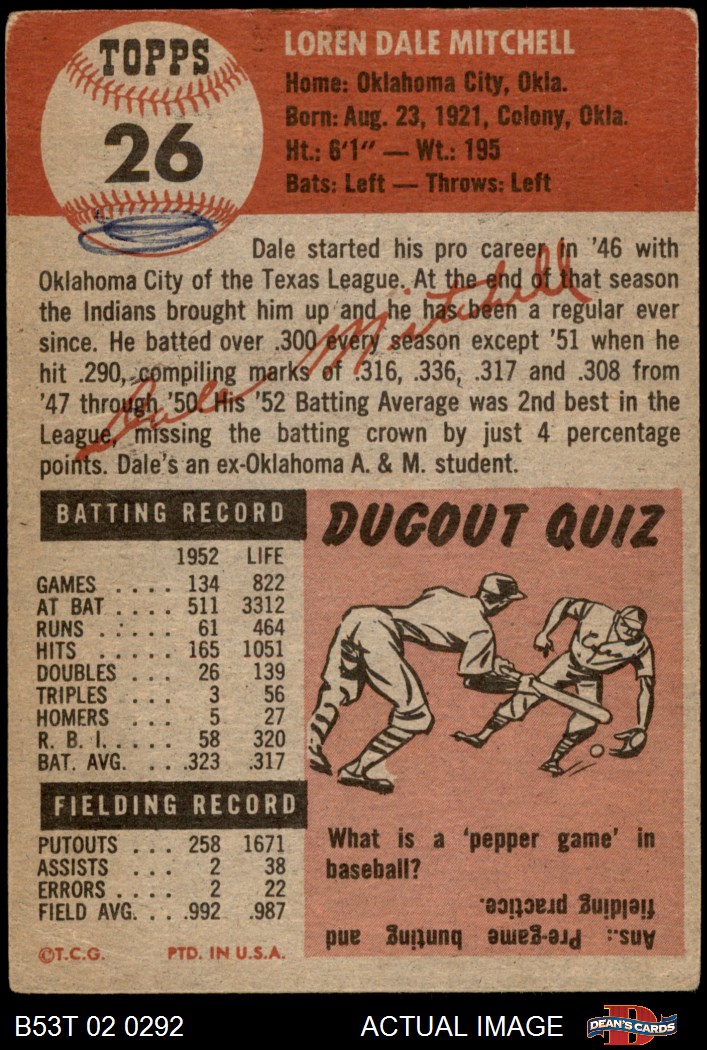 TOPPS
26
LOREN DALE MITCHELL
Home: Oklahoma City, Okla.
Born: Aug. 23, 1921, Colony, Okla.
Ht.: 6'1" — Wt.: 195
Bats: Left — Throws: Left
Dale started his pro career in '46 with
Oklahoma City of the Texas League. At the end of that season
the Indians brought him up and he has been a regular ever
since. He batted over .300 every season except '51 when he
hit .290, compiling marks of .316, .336, .317 and .308 from
'47 through '50. His '52 Batting Average was 2nd best in the
League, missing the batting crown by just 4 percentage
points. Dale's an ex-Oklahoma A. & M. student.
Dale Mitchell
BATTING RECORD
1952 LIFE
GAMES .... 134 822
AT BAT .... 511 3312
RUNS ..... 61 464
HITS ..... 165 1051
DOUBLES ... 26 139
TRIPLES ... 3 56
HOMERS ... 5 27
R. B. I. .... 58 320
BAT. AVG. .. .323 .317
FIELDING RECORD
PUTOUTS ... 258 1671
ASSISTS ... 2 38
ERRORS ... 2 22
FIELD AVG. .. .992 .987
©T.C.G. PTD. IN U.S.A.
DUGOUT QUIZ
What is a 'pepper game' in
baseball?
Ans.: Pre-game bunting and
fielding practice.
B53T 02 0292 ACTUAL IMAGE DEAN'S CARDS